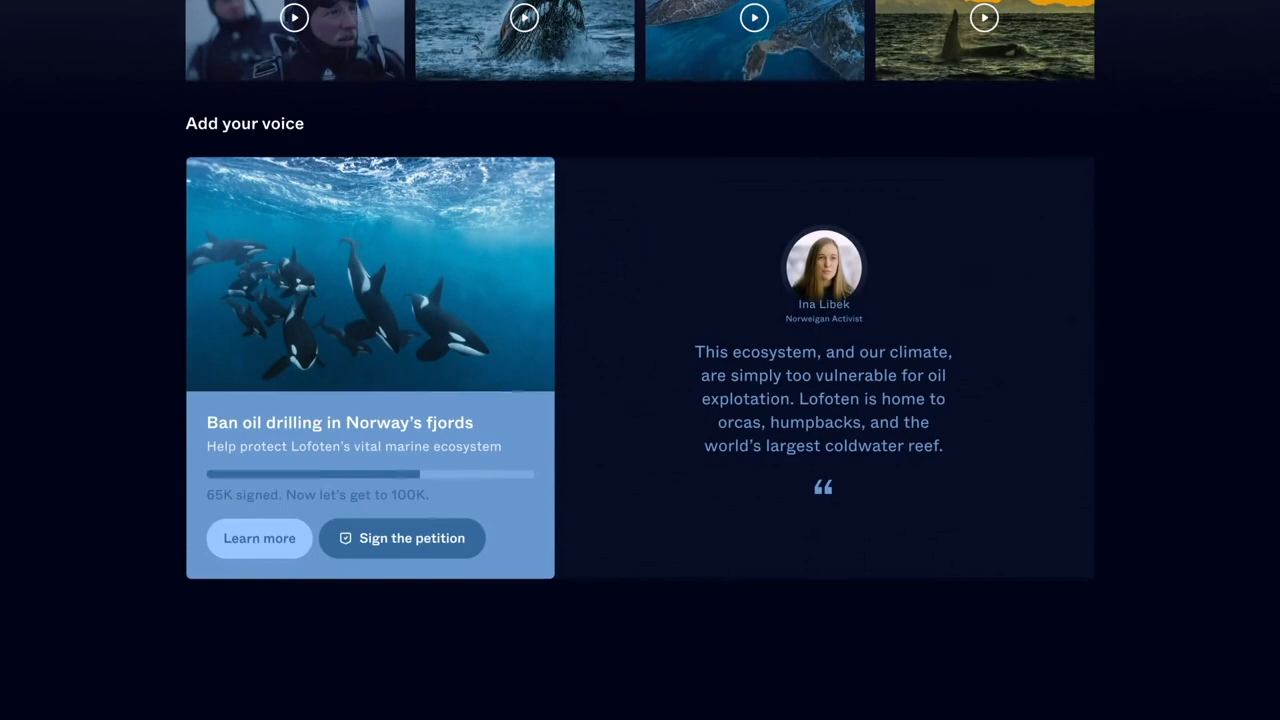 Add your voice
Ban oil drilling in Norway's fjords
Help protect Lofoten's vital marine ecosystem
65K signed. Now let's get to 100K.
Learn more
Sign the petition
Ina Libek
Norweigan Activist
This ecosystem, and our climate,
are simply too vulnerable for oil
explotation. Lofoten is home to
orcas, humpbacks, and the
world's largest coldwater reef.
“